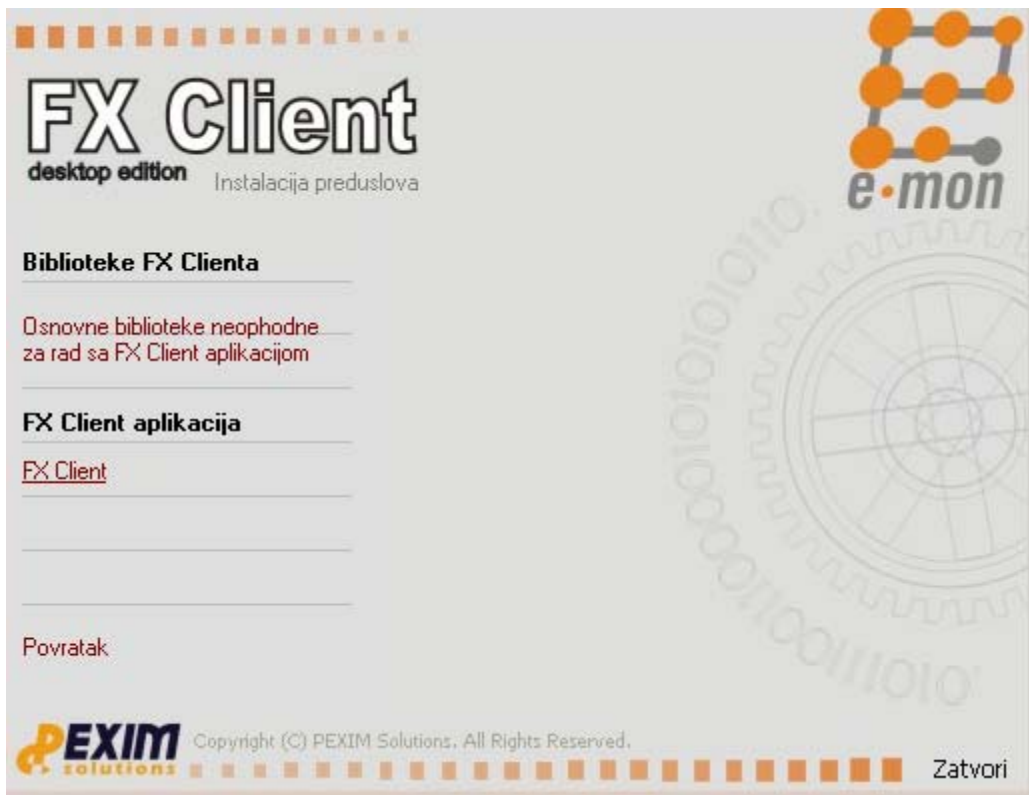 FX Client
desktop edition
Instalacija preduslova
e•mon
Biblioteke FX Clienta
Osnovne biblioteke neophodne
za rad sa FX Client aplikacijom
FX Client aplikacija
FX Client
Povratak
PEXIM
solutions
Copyright (C) PEXIM Solutions. All Rights Reserved.
Zatvori